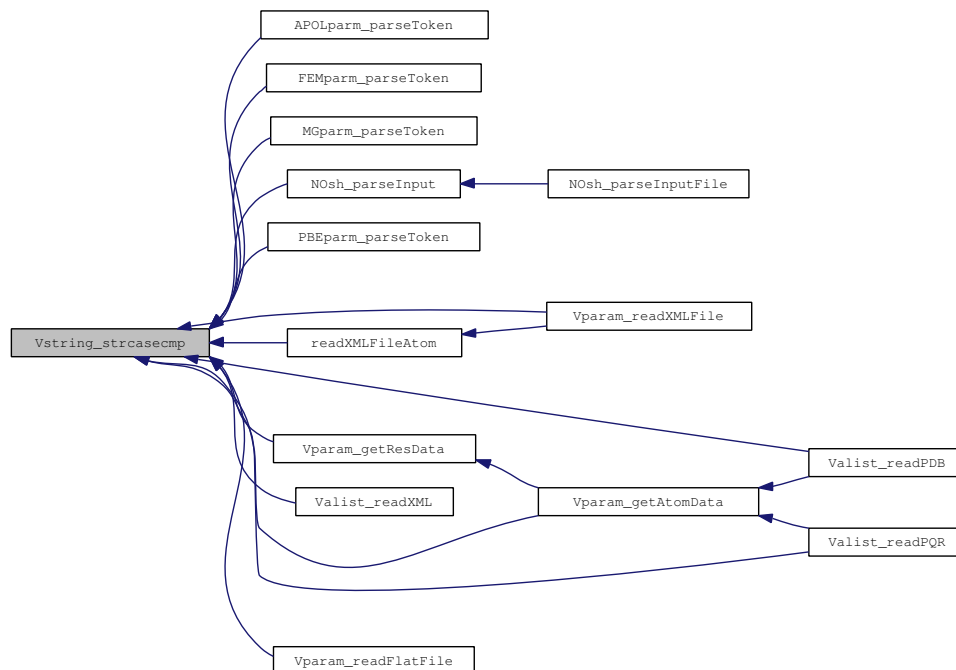 APOLparm_parseToken
FEMparm_parseToken
MGparm_parseToken
NOsh_parseInput
NOsh_parseInputFile
PBEparm_parseToken
Vparam_readXMLFile
Vstring_strcasecmp
readXMLFileAtom
Vparam_getResData
Valist_readPDB
Valist_readXML
Vparam_getAtomData
Valist_readPQR
Vparam_readFlatFile